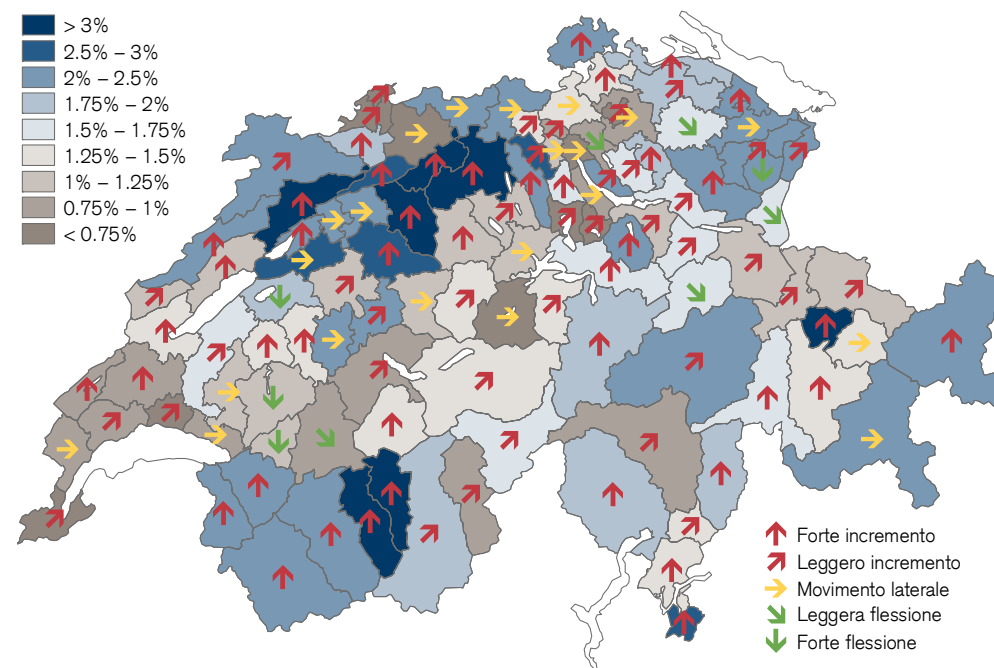 > 3%
2.5% – 3%
2% – 2.5%
1.75% – 2%
1.5% – 1.75%
1.25% – 1.5%
1% – 1.25%
0.75% – 1%
< 0.75%
Forte incremento
Leggero incremento
Movimento laterale
Leggera flessione
Forte flessione